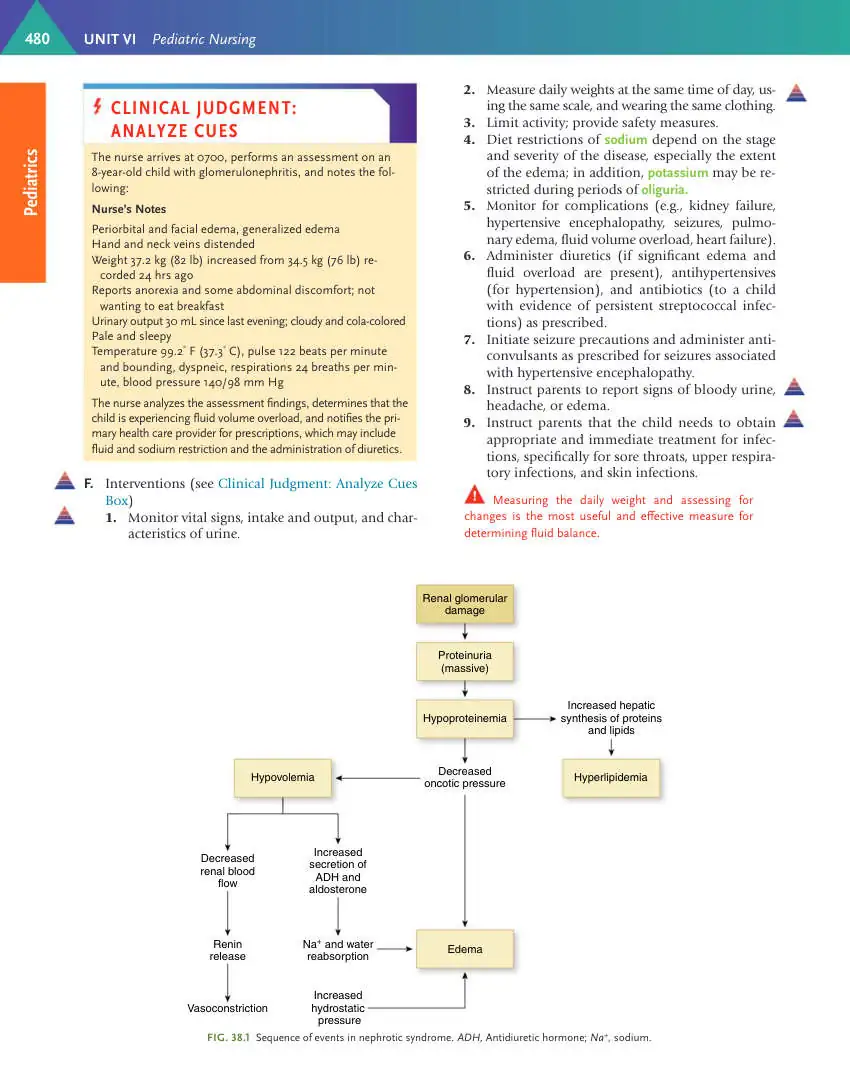 480
UNIT VI Pediatric Nursing
Pediatrics
CLINICAL JUDGMENT:
ANALYZE CUES
The nurse arrives at 0700, performs an assessment on an
8-year-old child with glomerulonephritis, and notes the fol-
lowing:
Nurse's Notes
Periorbital and facial edema, generalized edema
Hand and neck veins distended
Weight 37.2 kg (82 lb) increased from 34.5 kg (76 lb) re-
corded 24 hrs ago
Reports anorexia and some abdominal discomfort; not
wanting to eat breakfast
Urinary output 30 mL since last evening; cloudy and cola-colored
Pale and sleepy
Temperature 99.2° F (37.3° C), pulse 122 beats per minute
and bounding, dyspneic, respirations 24 breaths per min-
ute, blood pressure 140/98 mm Hg
The nurse analyzes the assessment findings, determines that the
child is experiencing fluid volume overload, and notifies the pri-
mary health care provider for prescriptions, which may include
fluid and sodium restriction and the administration of diuretics.
F. Interventions (see Clinical Judgment: Analyze Cues
Box)
1. Monitor vital signs, intake and output, and char-
acteristics of urine.
2. Measure daily weights at the same time of day, us-
ing the same scale, and wearing the same clothing.
3. Limit activity; provide safety measures.
4. Diet restrictions of sodium depend on the stage
and severity of the disease, especially the extent
of the edema; in addition, potassium may be re-
stricted during periods of oliguria.
5. Monitor for complications (e.g., kidney failure,
hypertensive encephalopathy, seizures, pulmo-
nary edema, fluid volume overload, heart failure).
6. Administer diuretics (if significant edema and
fluid overload are present), antihypertensives
(for hypertension), and antibiotics (to a child
with evidence of persistent streptococcal infec-
tions) as prescribed.
7. Initiate seizure precautions and administer anti-
convulsants as prescribed for seizures associated
with hypertensive encephalopathy.
8. Instruct parents to report signs of bloody urine,
headache, or edema.
9. Instruct parents that the child needs to obtain
appropriate and immediate treatment for infec-
tions, specifically for sore throats, upper respira-
tory infections, and skin infections.
Measuring the daily weight and assessing for
changes is the most useful and effective measure for
determining fluid balance.
Renal glomerular
damage
Proteinuria
(massive)
Hypoproteinemia
Increased hepatic
synthesis of proteins
and lipids
Hypovolemia
Decreased
oncotic pressure
Hyperlipidemia
Decreased
renal blood
flow
Increased
secretion of
ADH and
aldosterone
Renin
release
Na⁺ and water
reabsorption
Edema
Vasoconstriction
Increased
hydrostatic
pressure
FIG. 38.1 Sequence of events in nephrotic syndrome. ADH, Antidiuretic hormone; Na⁺, sodium.